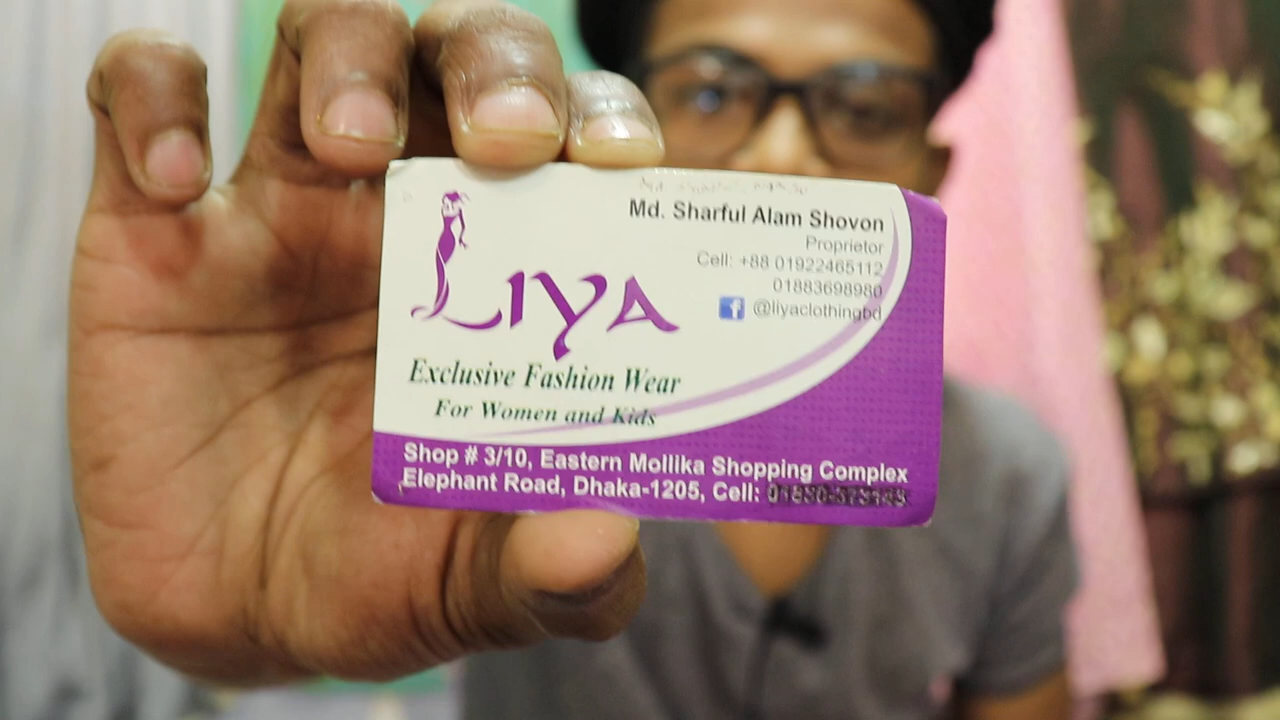 LIYA
Exclusive Fashion Wear
For Women and Kids
Md. Sharful Alam Shovon
Proprietor
Cell: +88 01922465112
01883698980
f @liyaclothingbd
Shop # 3/10, Eastern Mollika Shopping Complex
Elephant Road, Dhaka-1205, Cell: